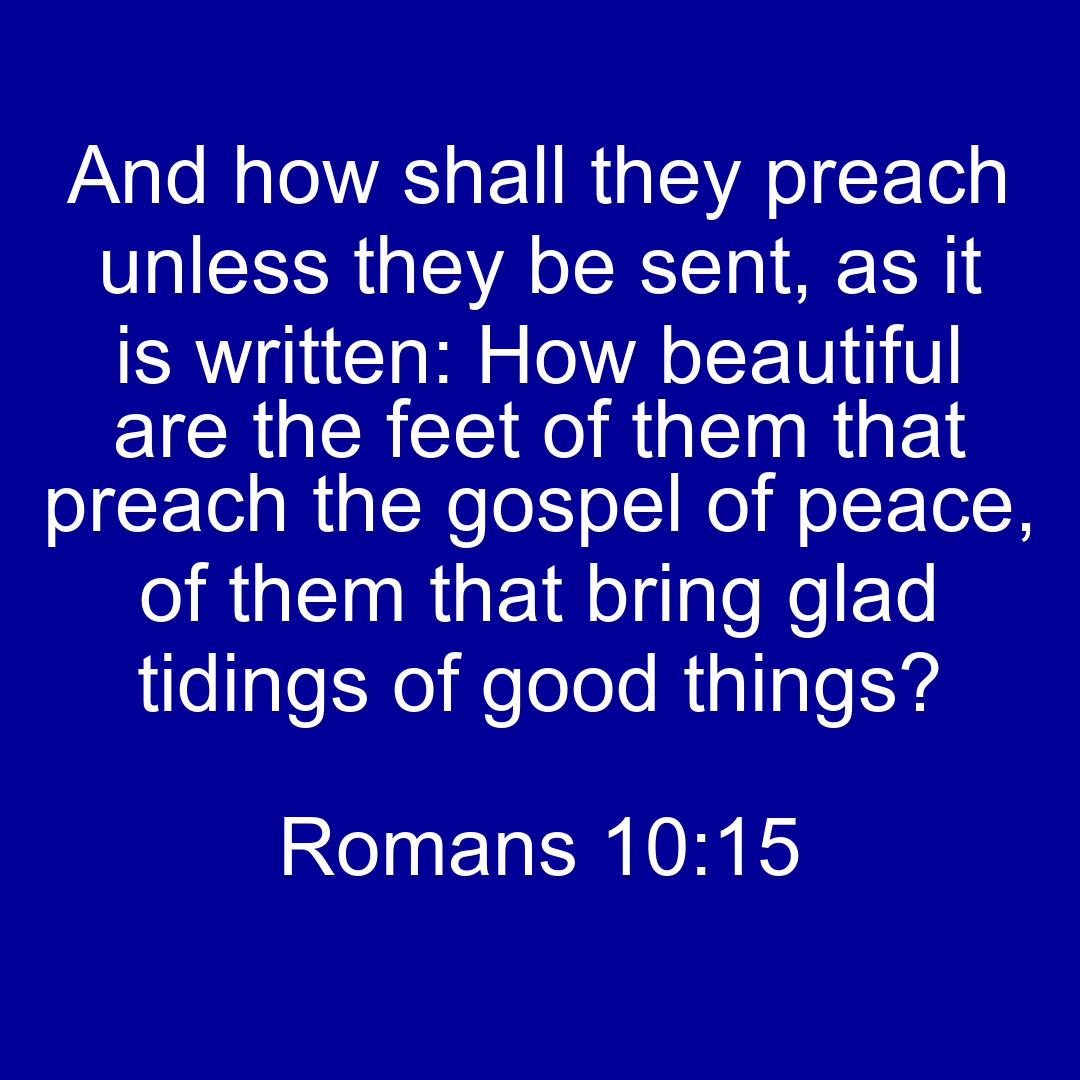 And how shall they preach
unless they be sent, as it
is written: How beautiful
are the feet of them that
preach the gospel of peace,
of them that bring glad
tidings of good things?
Romans 10:15